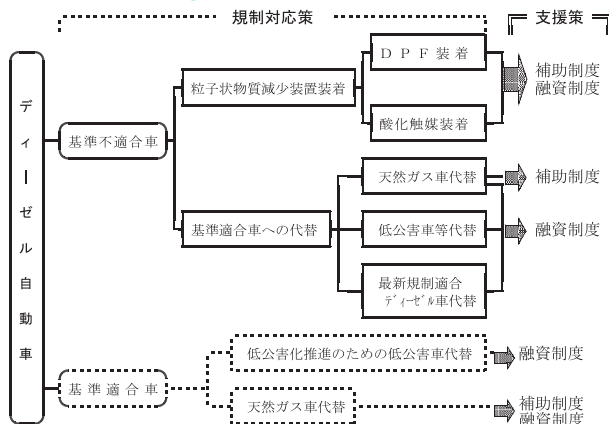 規制対応策
支援策
ディーゼル自動車
基準不適合車
粒子状物質減少装置装着
ＤＰＦ装着
酸化触媒装着
補助制度
融資制度
基準適合車への代替
天然ガス車代替
補助制度
低公害車等代替
融資制度
最新規制適合
ﾃﾞｨｰｾﾞﾙ車代替
基準適合車
低公害化推進のための低公害車代替
融資制度
天然ガス車代替
補助制度
融資制度